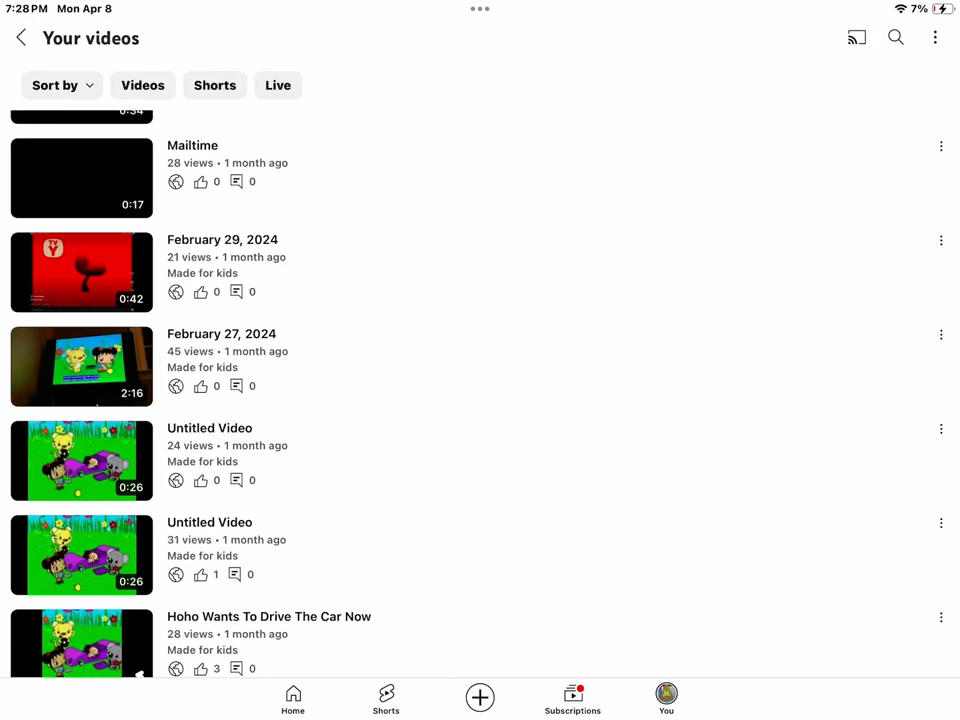 7:28 PM Mon Apr 8
7%
Your videos
Sort by
Videos
Shorts
Live
0:34
Mailtime
28 views • 1 month ago
0 0
0:17
February 29, 2024
21 views • 1 month ago
Made for kids
0 0
TV Y
0:42
February 27, 2024
45 views • 1 month ago
Made for kids
0 0
2:16
Untitled Video
24 views • 1 month ago
Made for kids
0 0
0:26
Untitled Video
31 views • 1 month ago
Made for kids
1 0
0:26
Hoho Wants To Drive The Car Now
28 views • 1 month ago
Made for kids
3 0
Home
Shorts
Subscriptions
You